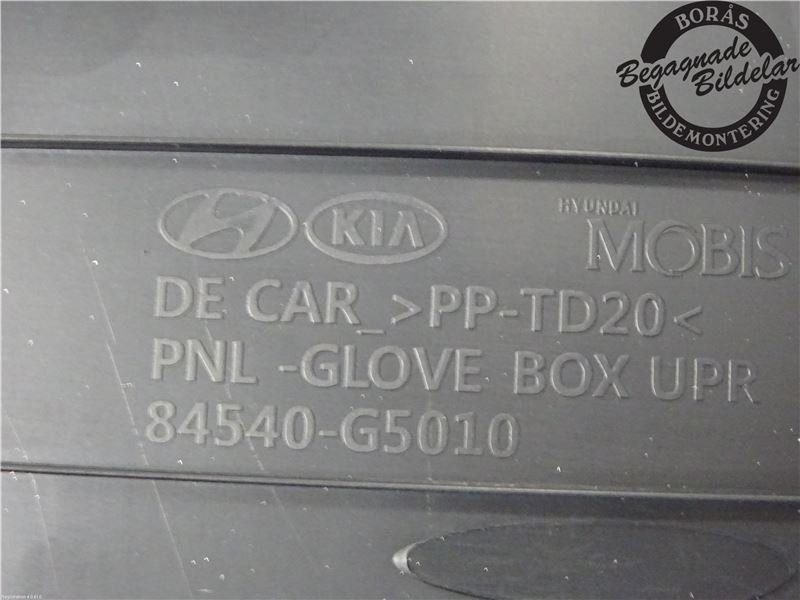 BORÅS
Begagnade
Bildelar
BILDEMONTERING
KIA
HYUNDAI
MOBIS
DE CAR_>PP-TD20<
PNL -GLOVE BOX UPR
84540-G5010